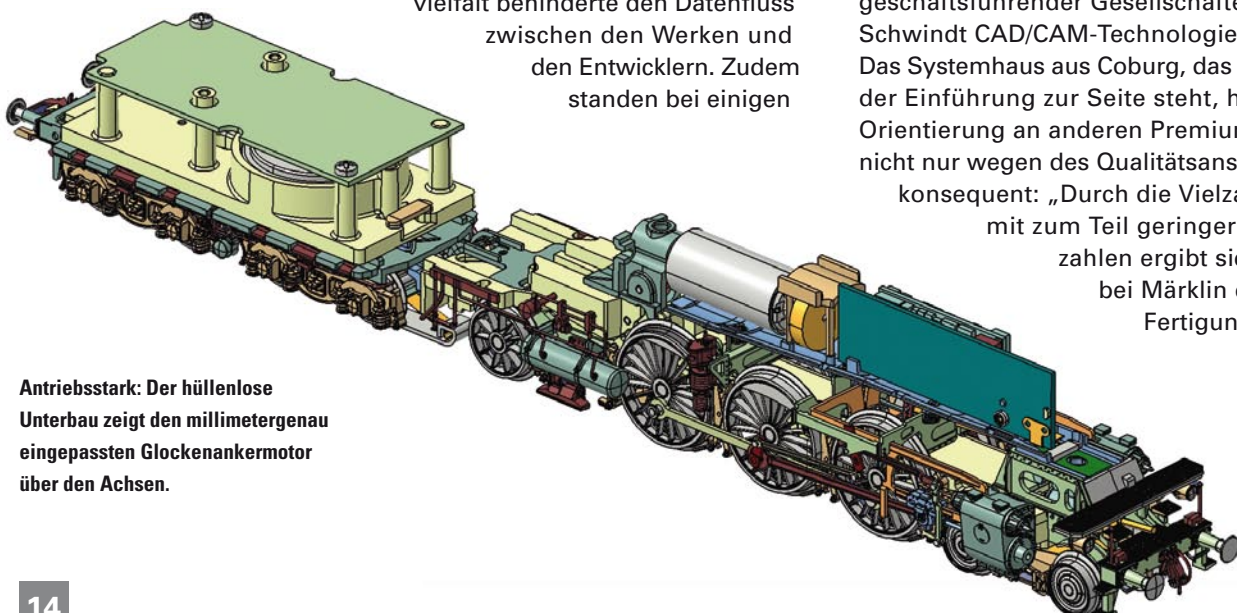 vielfalt behinderte den Datenfluss
zwischen den Werken und
den Entwicklern. Zudem
standen bei einigen
geschäftsführender Gesellschafte
Schwindt CAD/CAM-Technologie
Das Systemhaus aus Coburg, das
der Einführung zur Seite steht, h
Orientierung an anderen Premium
nicht nur wegen des Qualitätsans
konsequent: „Durch die Vielza
mit zum Teil geringer
zahlen ergibt sie
bei Märklin
Fertigun
Antriebsstark: Der hüllenlose
Unterbau zeigt den millimetergenau
eingepassten Glockenankermotor
über den Achsen.
14